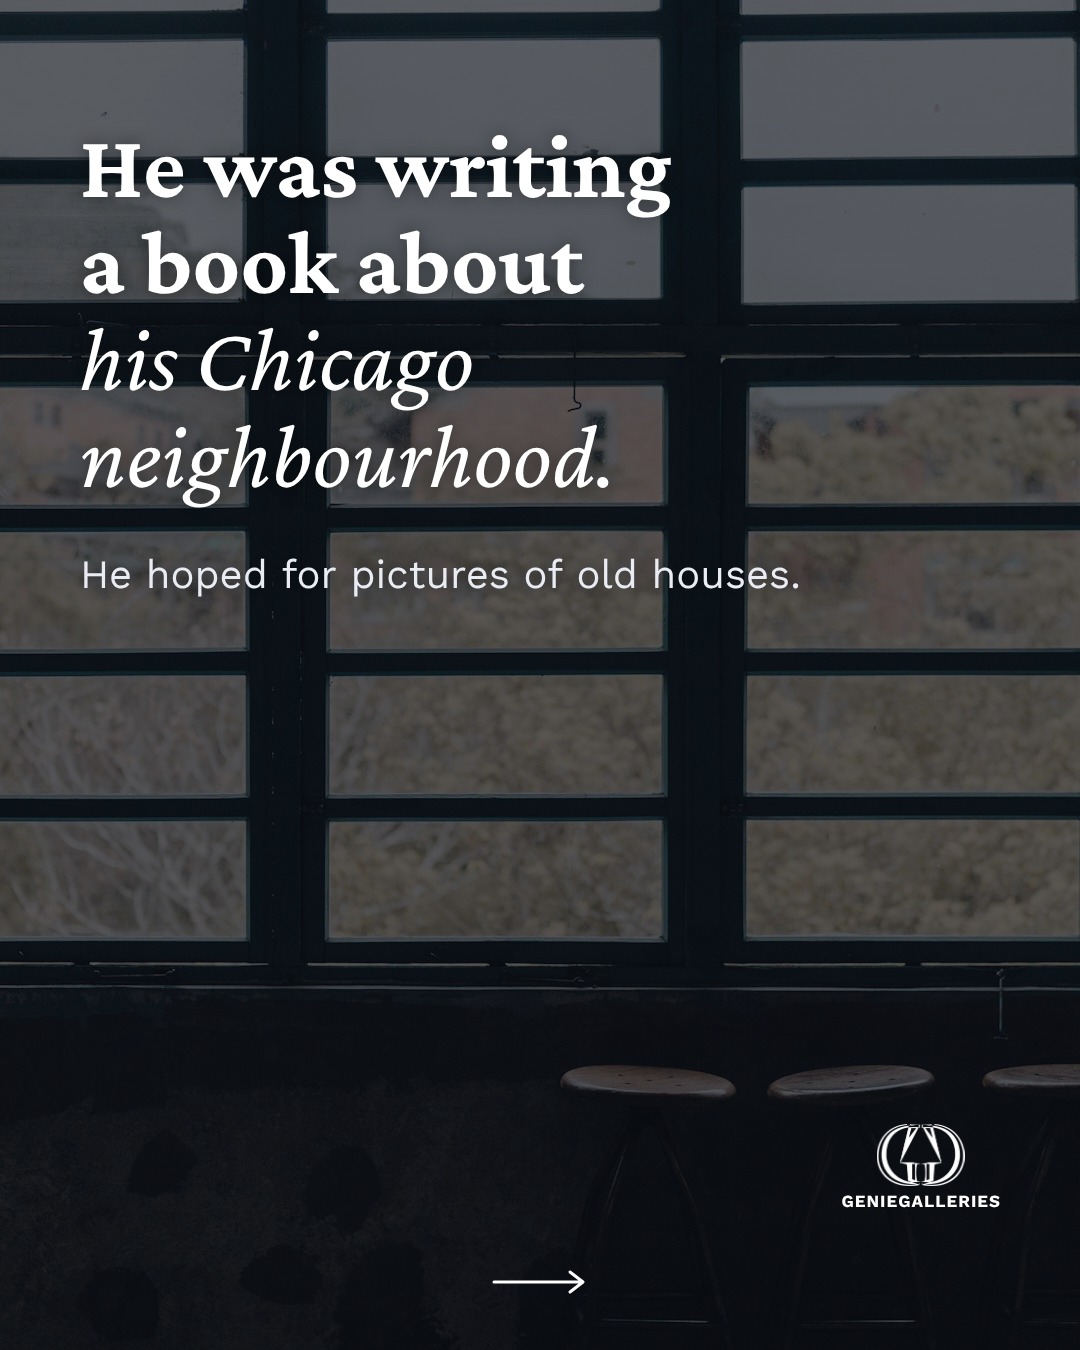 He was writing
a book about
his Chicago
neighbourhood.
He hoped for pictures of old houses.
GENIEGALLERIES